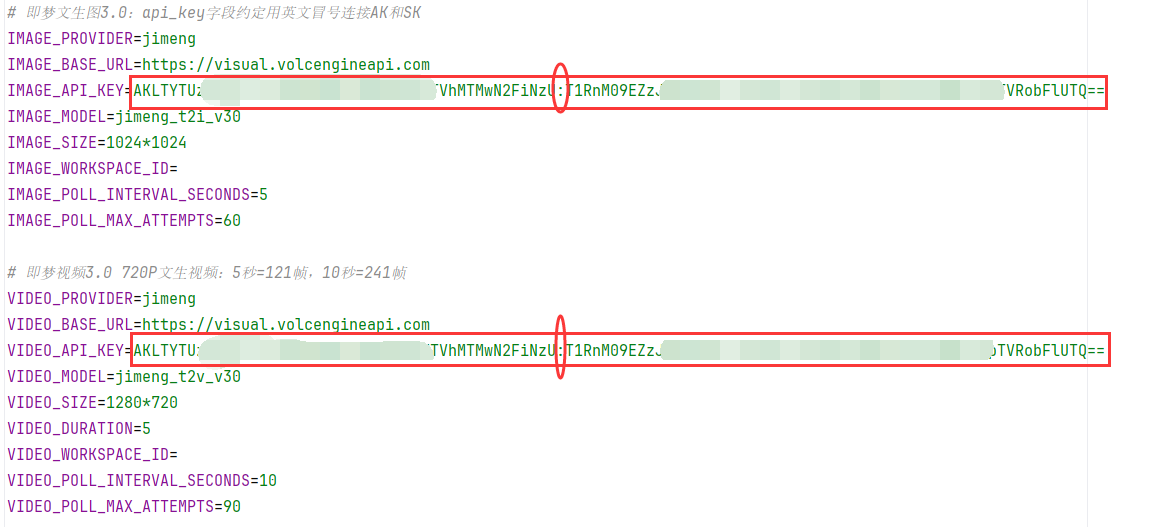 # 即梦文生图3.0：api_key字段约定用英文冒号连接AK和SK
IMAGE_PROVIDER=jimeng
IMAGE_BASE_URL=https://visual.volcengineapi.com
IMAGE_API_KEY=AKLTYTUz TVhMTMwN2FiNzU:T1RnM09EZzJ TVRobFlUTQ==
IMAGE_MODEL=jimeng_t2i_v30
IMAGE_SIZE=1024*1024
IMAGE_WORKSPACE_ID=
IMAGE_POLL_INTERVAL_SECONDS=5
IMAGE_POLL_MAX_ATTEMPTS=60
# 即梦视频3.0 720P文生视频：5秒=121帧，10秒=241帧
VIDEO_PROVIDER=jimeng
VIDEO_BASE_URL=https://visual.volcengineapi.com
VIDEO_API_KEY=AKLTYTUz TVhMTMwN2FiNzU:T1RnM09EZzJ pTVRobFlUTQ==
VIDEO_MODEL=jimeng_t2v_v30
VIDEO_SIZE=1280*720
VIDEO_DURATION=5
VIDEO_WORKSPACE_ID=
VIDEO_POLL_INTERVAL_SECONDS=10
VIDEO_POLL_MAX_ATTEMPTS=90